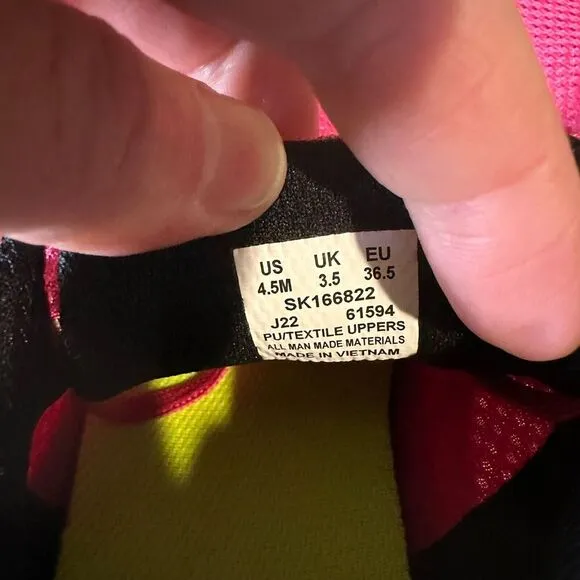 US UK EU
4.5M 3.5 36.5
SK166822
J22 61594
PU/TEXTILE UPPERS
ALL MAN MADE MATERIALS
MADE IN VIETNAM